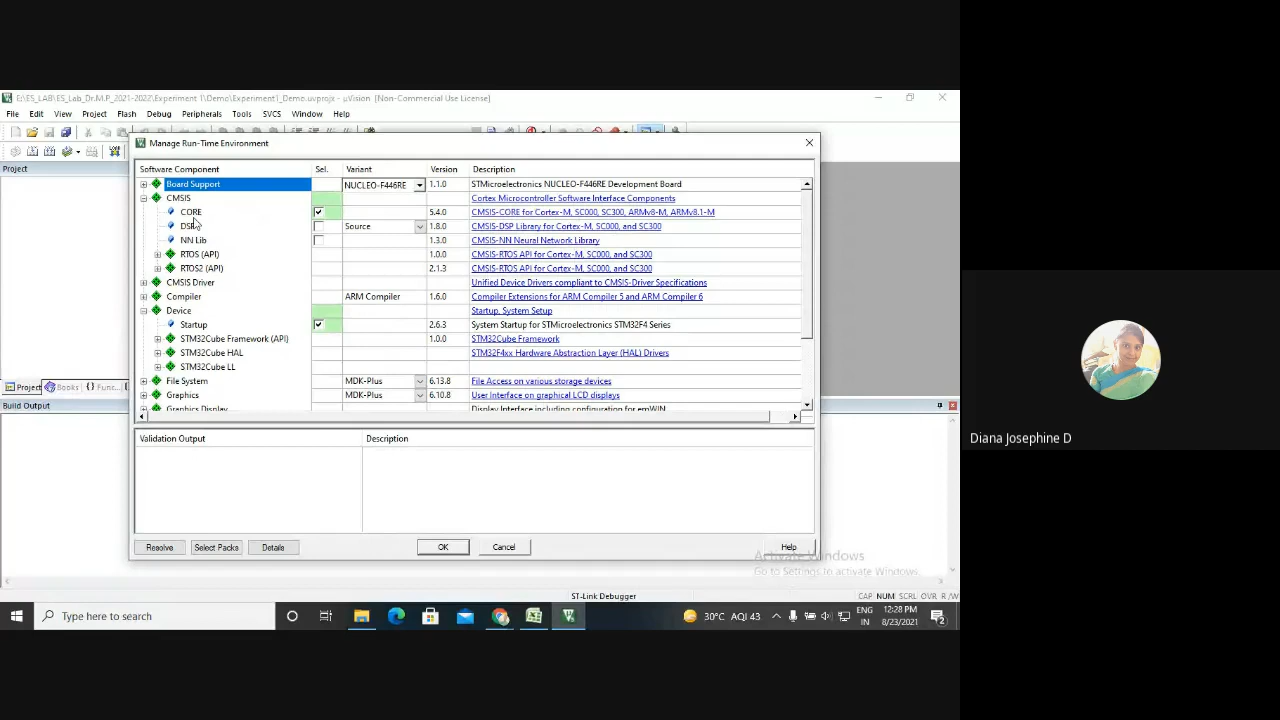 E:\ES_LAB\ES_Lab_Dr.M.P_2021-2022\Experiment 1\Demo\Experiment1_Demo.uvprojx - µVision [Non-Commercial Use License]
File Edit View Project Flash Debug Peripherals Tools SVCS Window Help
Project
Manage Run-Time Environment
Software Component Sel. Variant Version Description
Board Support NUCLEO-F446RE 1.1.0 STMicroelectronics NUCLEO-F446RE Development Board
CMSIS Cortex Microcontroller Software Interface Components
CORE 5.4.0 CMSIS-CORE for Cortex-M, SC000, SC300, ARMv8-M, ARMv8.1-M
DSP Source 1.8.0 CMSIS-DSP Library for Cortex-M, SC000, and SC300
NN Lib 1.3.0 CMSIS-NN Neural Network Library
RTOS (API) 1.0.0 CMSIS-RTOS API for Cortex-M, SC000, and SC300
RTOS2 (API) 2.1.3 CMSIS-RTOS API for Cortex-M, SC000, and SC300
CMSIS Driver Unified Device Drivers compliant to CMSIS-Driver Specifications
Compiler ARM Compiler 1.6.0 Compiler Extensions for ARM Compiler 5 and ARM Compiler 6
Device Startup, System Setup
Startup 2.6.3 System Startup for STMicroelectronics STM32F4 Series
STM32Cube Framework (API) 1.0.0 STM32Cube Framework
STM32Cube HAL STM32F4xx Hardware Abstraction Layer (HAL) Drivers
STM32Cube LL
File System MDK-Plus 6.13.8 File Access on various storage devices
Graphics MDK-Plus 6.10.8 User Interface on graphical LCD displays
Graphics Display Display Interface including configuration for emWIN
Project Books Func...
Build Output
Validation Output Description
Resolve Select Packs Details OK Cancel Help
Activate Windows
Go to Settings to activate Windows.
ST-Link Debugger CAP NUM SCRL OVR R/W
Type here to search 30°C AQI 43 ENG IN 12:28 PM 8/23/2021 2
Diana Josephine D